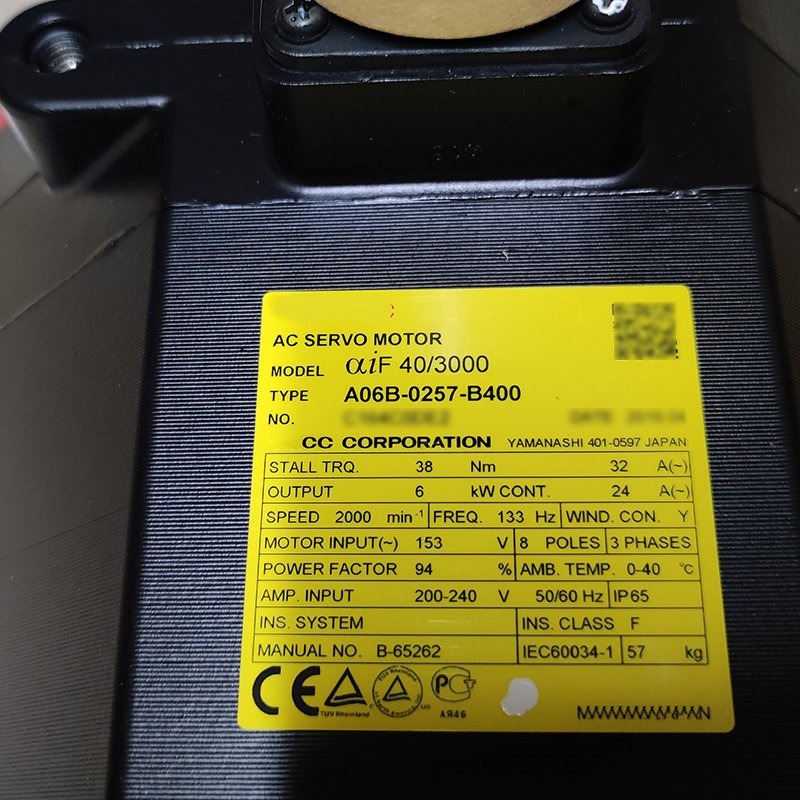 AC SERVO MOTOR
MODEL αiF 40/3000
TYPE A06B-0257-B400
NO.
CC CORPORATION YAMANASHI 401-0597 JAPAN
STALL TRQ. 38 Nm 32 A(~)
OUTPUT 6 kW CONT. 24 A(~)
SPEED 2000 min⁻¹ FREQ. 133 Hz WIND. CON. Y
MOTOR INPUT(~) 153 V 8 POLES 3 PHASES
POWER FACTOR 94 % AMB. TEMP. 0-40 ℃
AMP. INPUT 200-240 V 50/60 Hz IP65
INS. SYSTEM INS. CLASS F
MANUAL NO. B-65262 IEC60034-1 57 kg
CE
TUV Rheinland